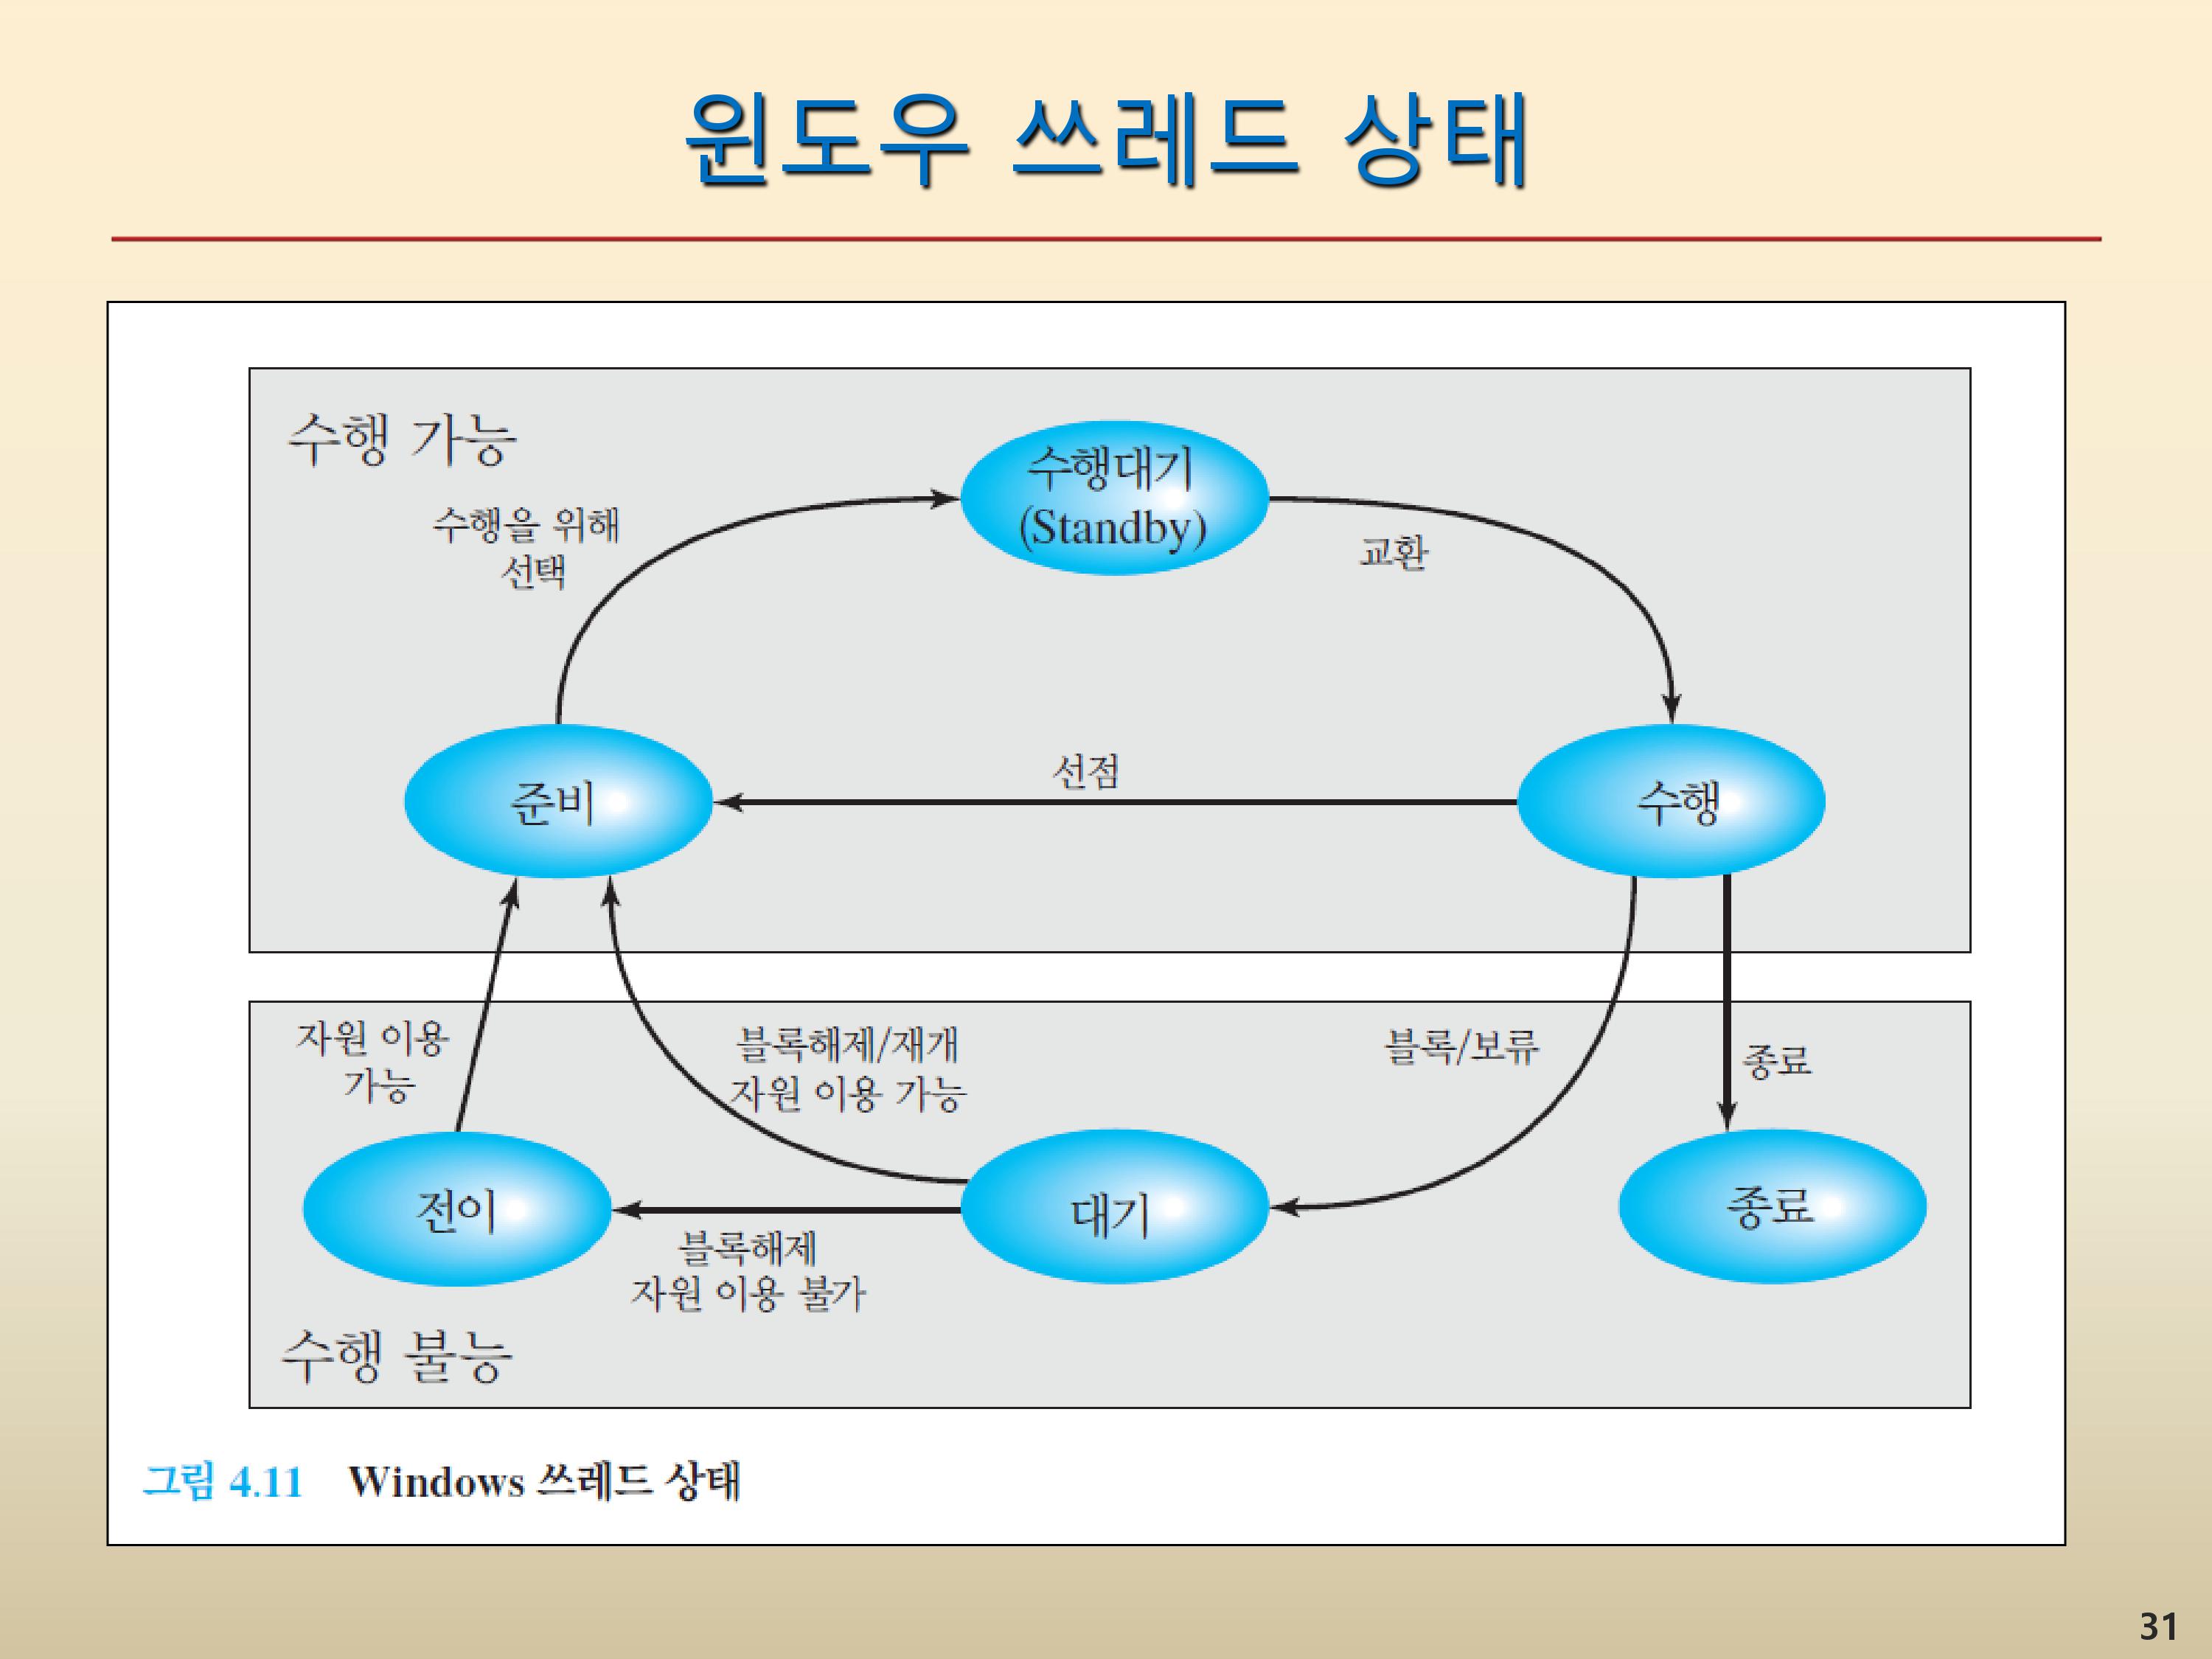 윈도우 쓰레드 상태
수행 가능
수행대기
(Standby)
수행을 위해
선택
교환
준비
선점
수행
자원 이용
가능
블록해제/재개
자원 이용 가능
블록/보류
종료
전이
대기
종료
블록해제
자원 이용 불가
수행 불능
그림 4.11 Windows 쓰레드 상태
31